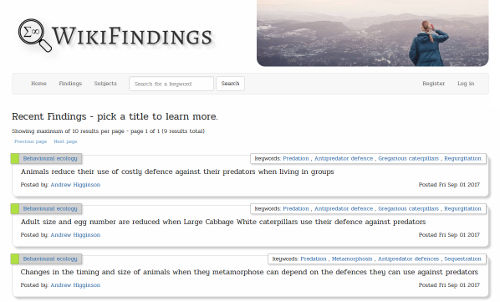 Σ∞ WikiFindings
Home Findings Subjects Search for a keyword Search Register Log in
Recent Findings - pick a title to learn more.
Showing maximum of 10 results per page - page 1 of 1 (9 results total)
Previous page Next page
Behavioural ecology keywords: Predation , Antipredator defence , Gregarious caterpillars , Regurgitation
Animals reduce their use of costly defence against their predators when living in groups
Posted by: Andrew Higginson Posted Fri Sep 01 2017
Behavioural ecology keywords: Predation , Antipredator defence , Gregarious caterpillars , Regurgitation
Adult size and egg number are reduced when Large Cabbage White caterpillars use their defence against predators
Posted by: Andrew Higginson Posted Fri Sep 01 2017
Behavioural ecology keywords: Predation , Metamorphosis , Antipredator defences , Sequestration
Changes in the timing and size of animals when they metamorphose can depend on the defences they can use against predators
Posted by: Andrew Higginson Posted Fri Sep 01 2017